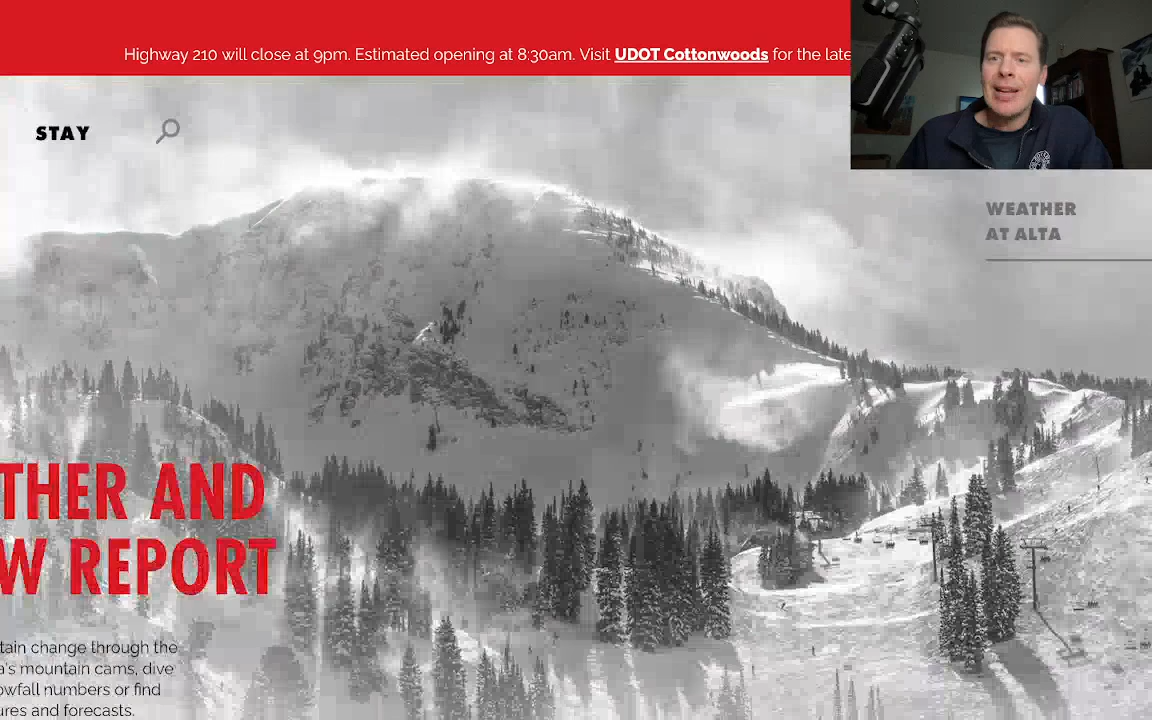 Highway 210 will close at 9pm. Estimated opening at 8:30am. Visit UDOT Cottonwoods for the late
STAY
WEATHER
AT ALTA
THER AND
W REPORT
tain change through the
a's mountain cams, dive
owfall numbers or find
ures and forecasts.